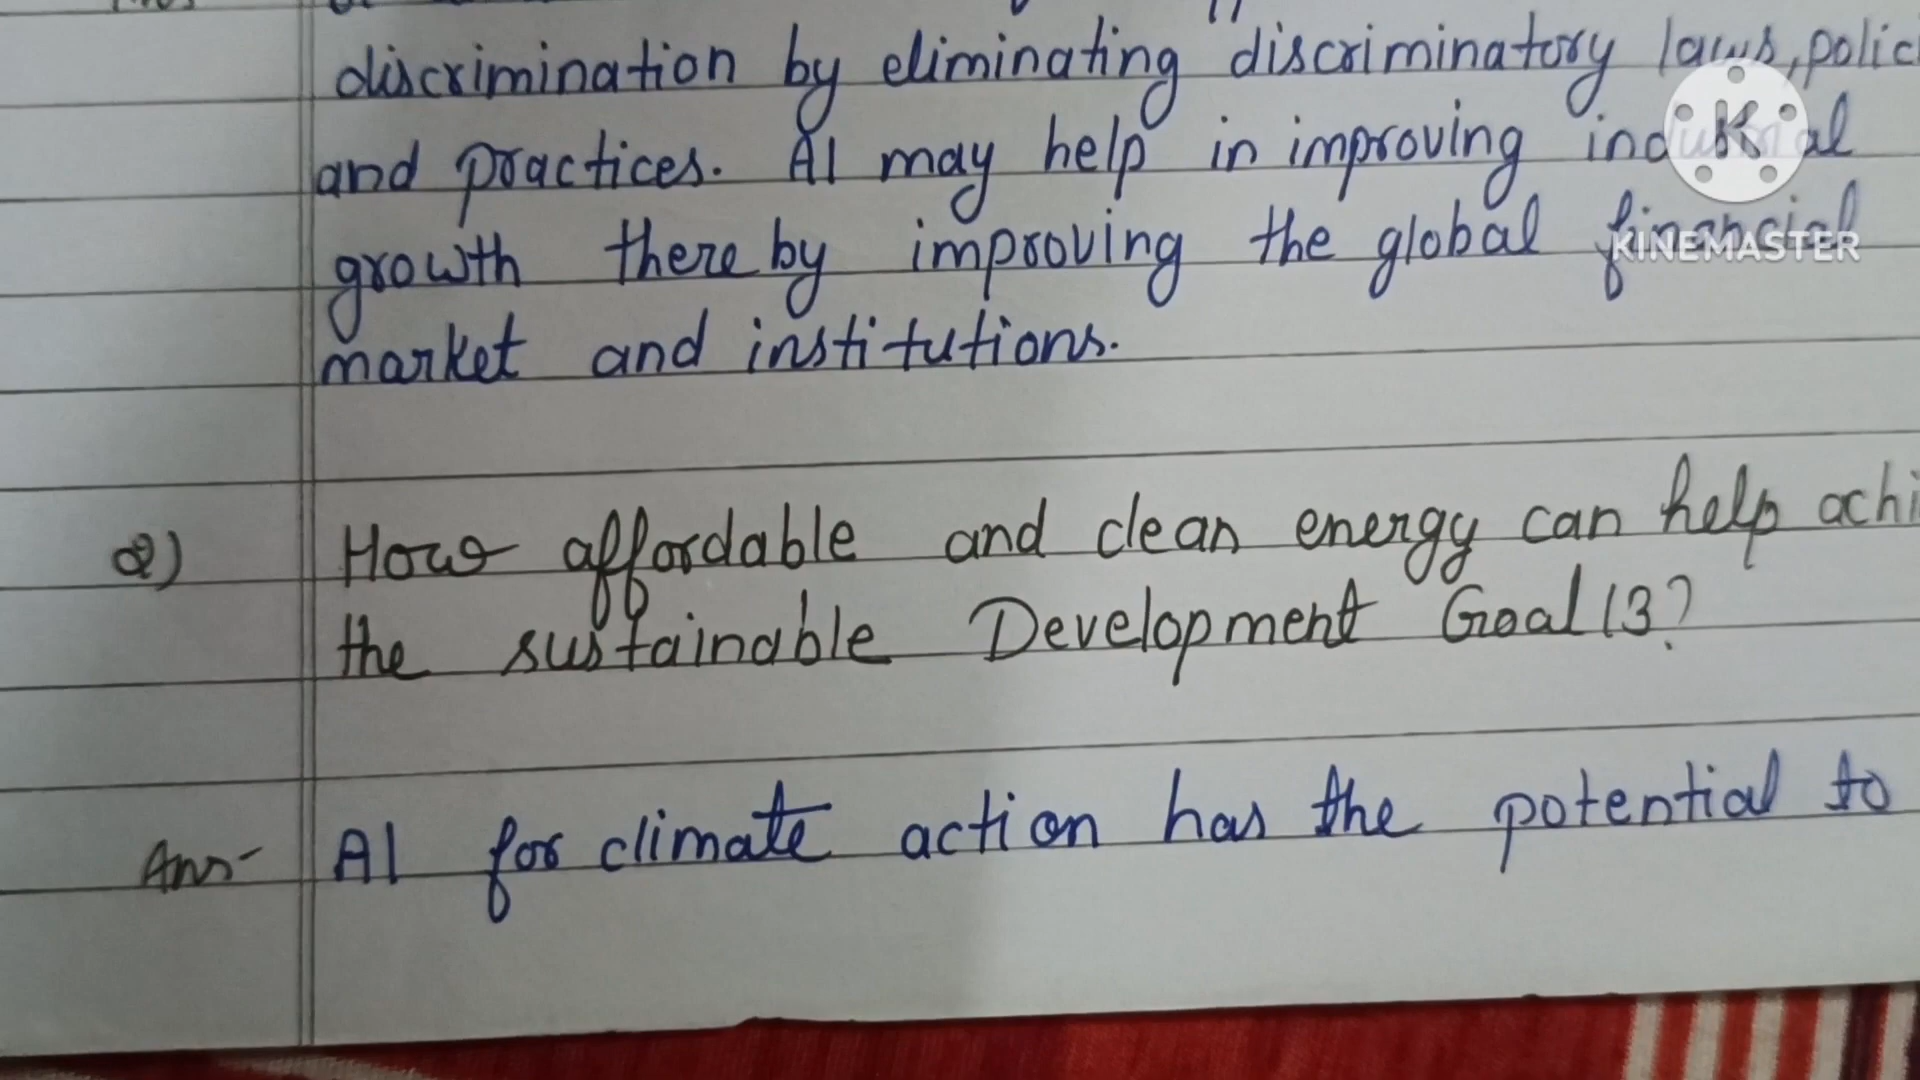 discrimination by eliminating discriminatory laws, polic
and practices. AI may help in improving industrial
growth there by improving the global financial
market and institutions.
Q) How affordable and clean energy can help achi
the sustainable Development Goal 13?
Ans- AI for climate action has the potential to
K
KINEMASTER